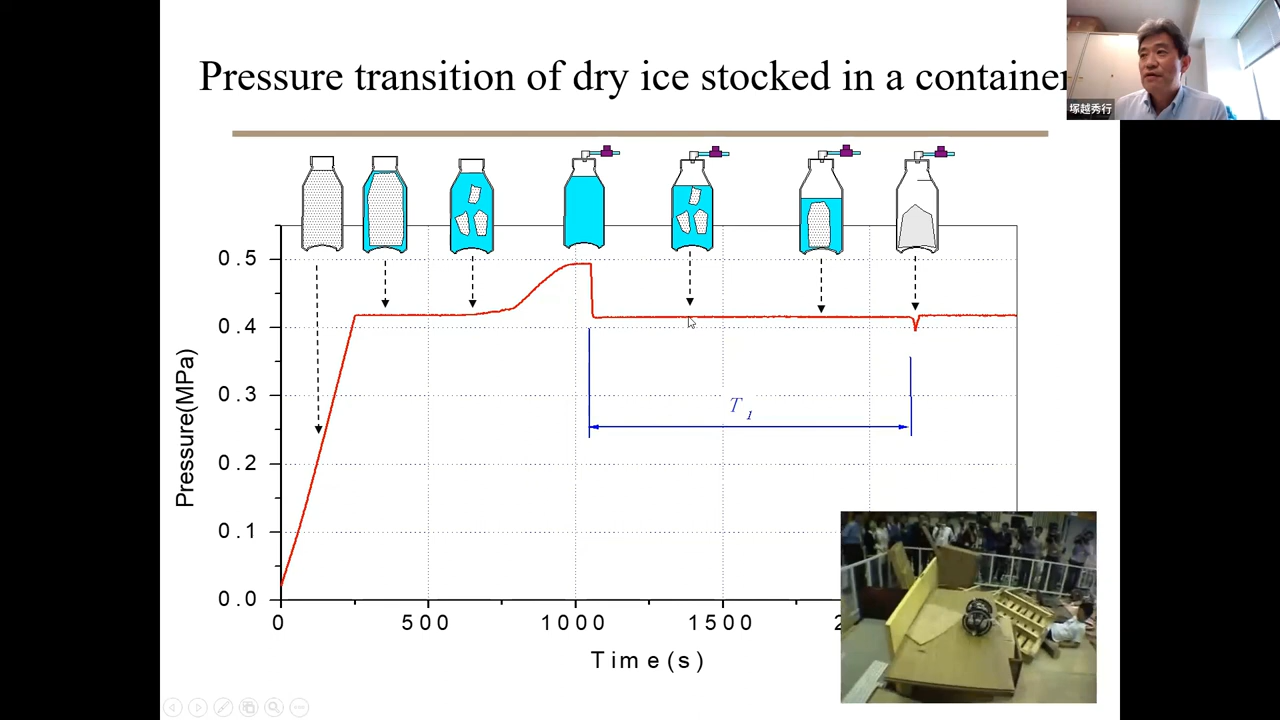 Pressure transition of dry ice stocked in a container
塚越秀行
0.5
0.4
0.3
0.2
0.1
0.0
Pressure(MPa)
T1
0
500
1000
1500
2
Time(s)